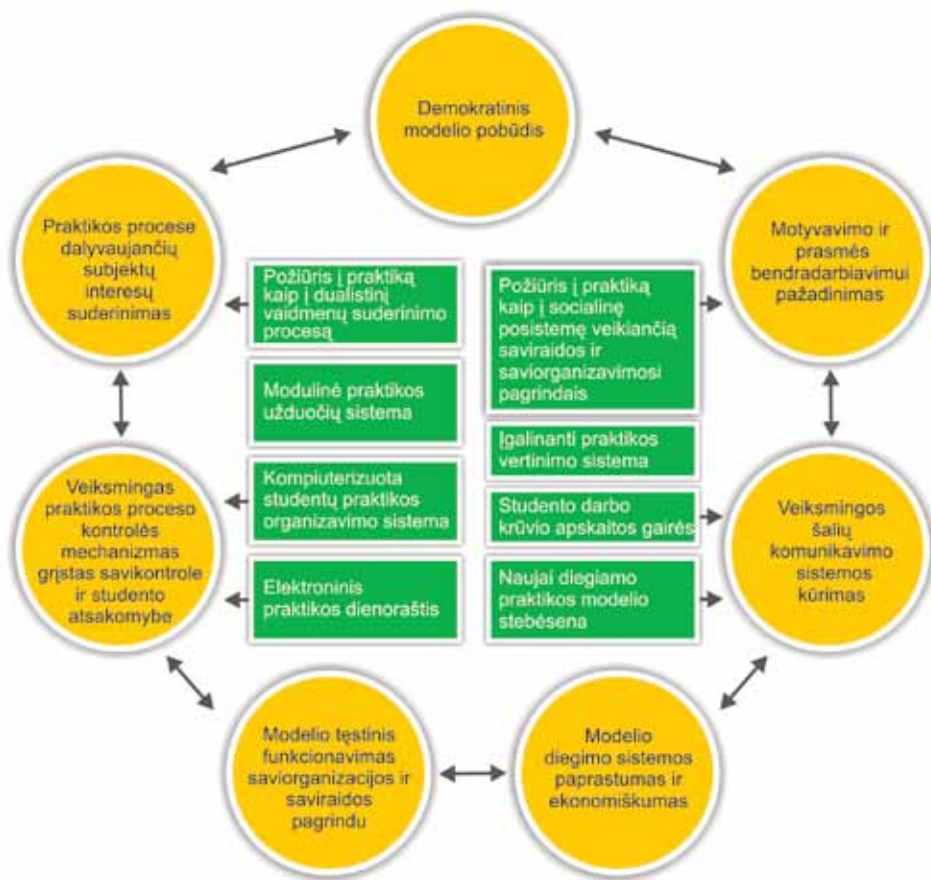 Demokratinis
modelio pobūdis
Praktikos procese
dalyvaujančių
subjektų
interesų
suderinimas
Motyvavimo ir
prasmės
bendradarbiavimui
pažadinimas
Požiūris į praktiką
kaip į dualistinį
vaidmenų suderinimo
procesą
Požiūris į praktiką
kaip į socialinę
posistemę veikiančią
saviraidos ir
saviorganizavimosi
pagrindais
Modulinė praktikos
užduočių sistema
Įgalinanti praktikos
vertinimo sistema
Kompiuterizuota
studentų praktikos
organizavimo sistema
Studento darbo
krūvio apskaitos gairės
Elektroninis
praktikos dienoraštis
Naujai diegiamo
praktikos modelio
stebėsena
Veiksmingas
praktikos proceso
kontrolės
mechanizmas
grįstas savikontrole
ir studento
atsakomybe
Veiksmingos
šalių
komunikavimo
sistemos
kūrimas
Modelio tęstinis
funkcionavimas
saviorganizacijos ir
saviraidos
pagrindu
Modelio
diegimo sistemos
paprastumas ir
ekonomiškumas